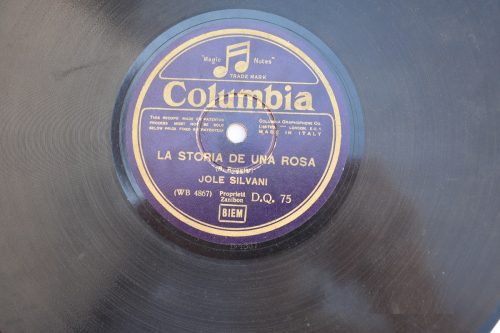 "Magic Notes"
TRADE MARK
Columbia
THIS RECORD MADE BY PATENTED
PROCESS MUST NOT BE SOLD
BELOW PRICE FIXED BY PATENTEES
COLUMBIA GRAPHOPHONE CO.
LIMITED. — LONDON, E.C.1
MADE IN ITALY
LA STORIA DE UNA ROSA
JOLE SILVANI
(WB 4867) Proprietà Zanibon D.Q. 75
BIEM